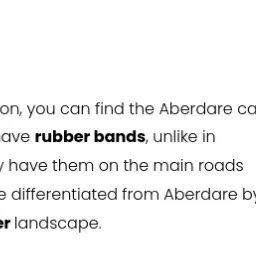 on, you can find the Aberdare ca
ave rubber bands, unlike in
have them on the main roads
e differentiated from Aberdare by
er landscape.